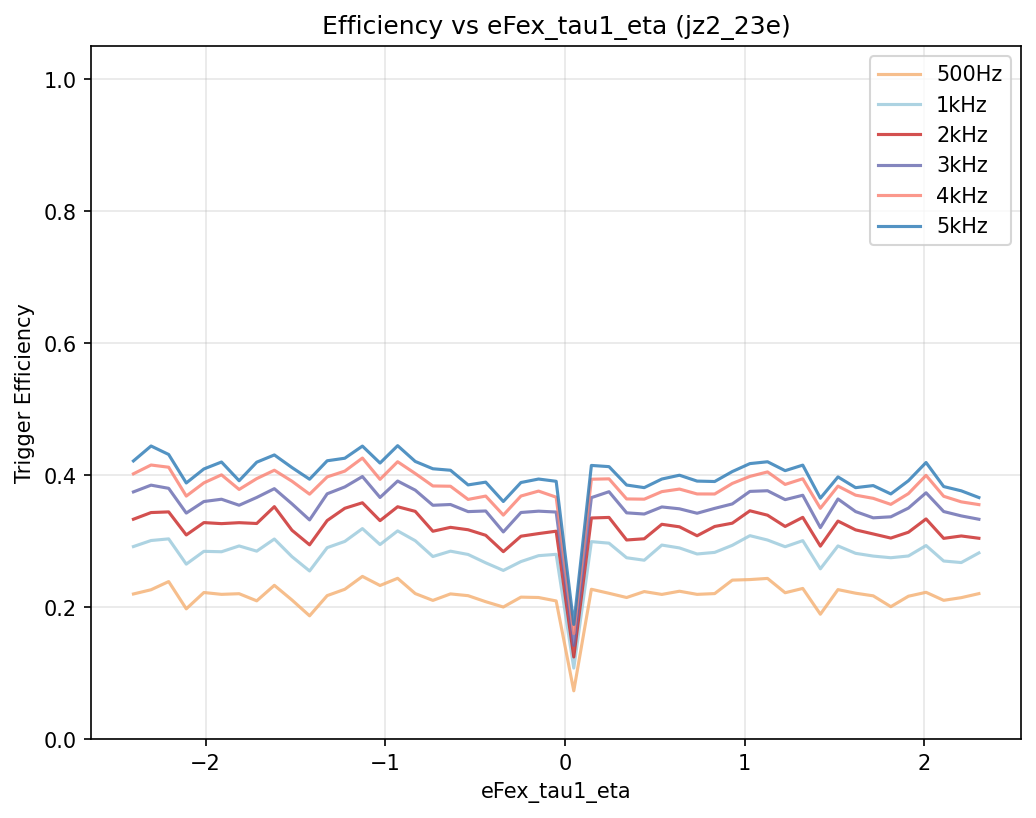 Efficiency vs eFex_tau1_eta (jz2_23e)
Trigger Efficiency
1.0
0.8
0.6
0.4
0.2
0.0
500Hz
1kHz
2kHz
3kHz
4kHz
5kHz
−2
−1
0
1
2
eFex_tau1_eta